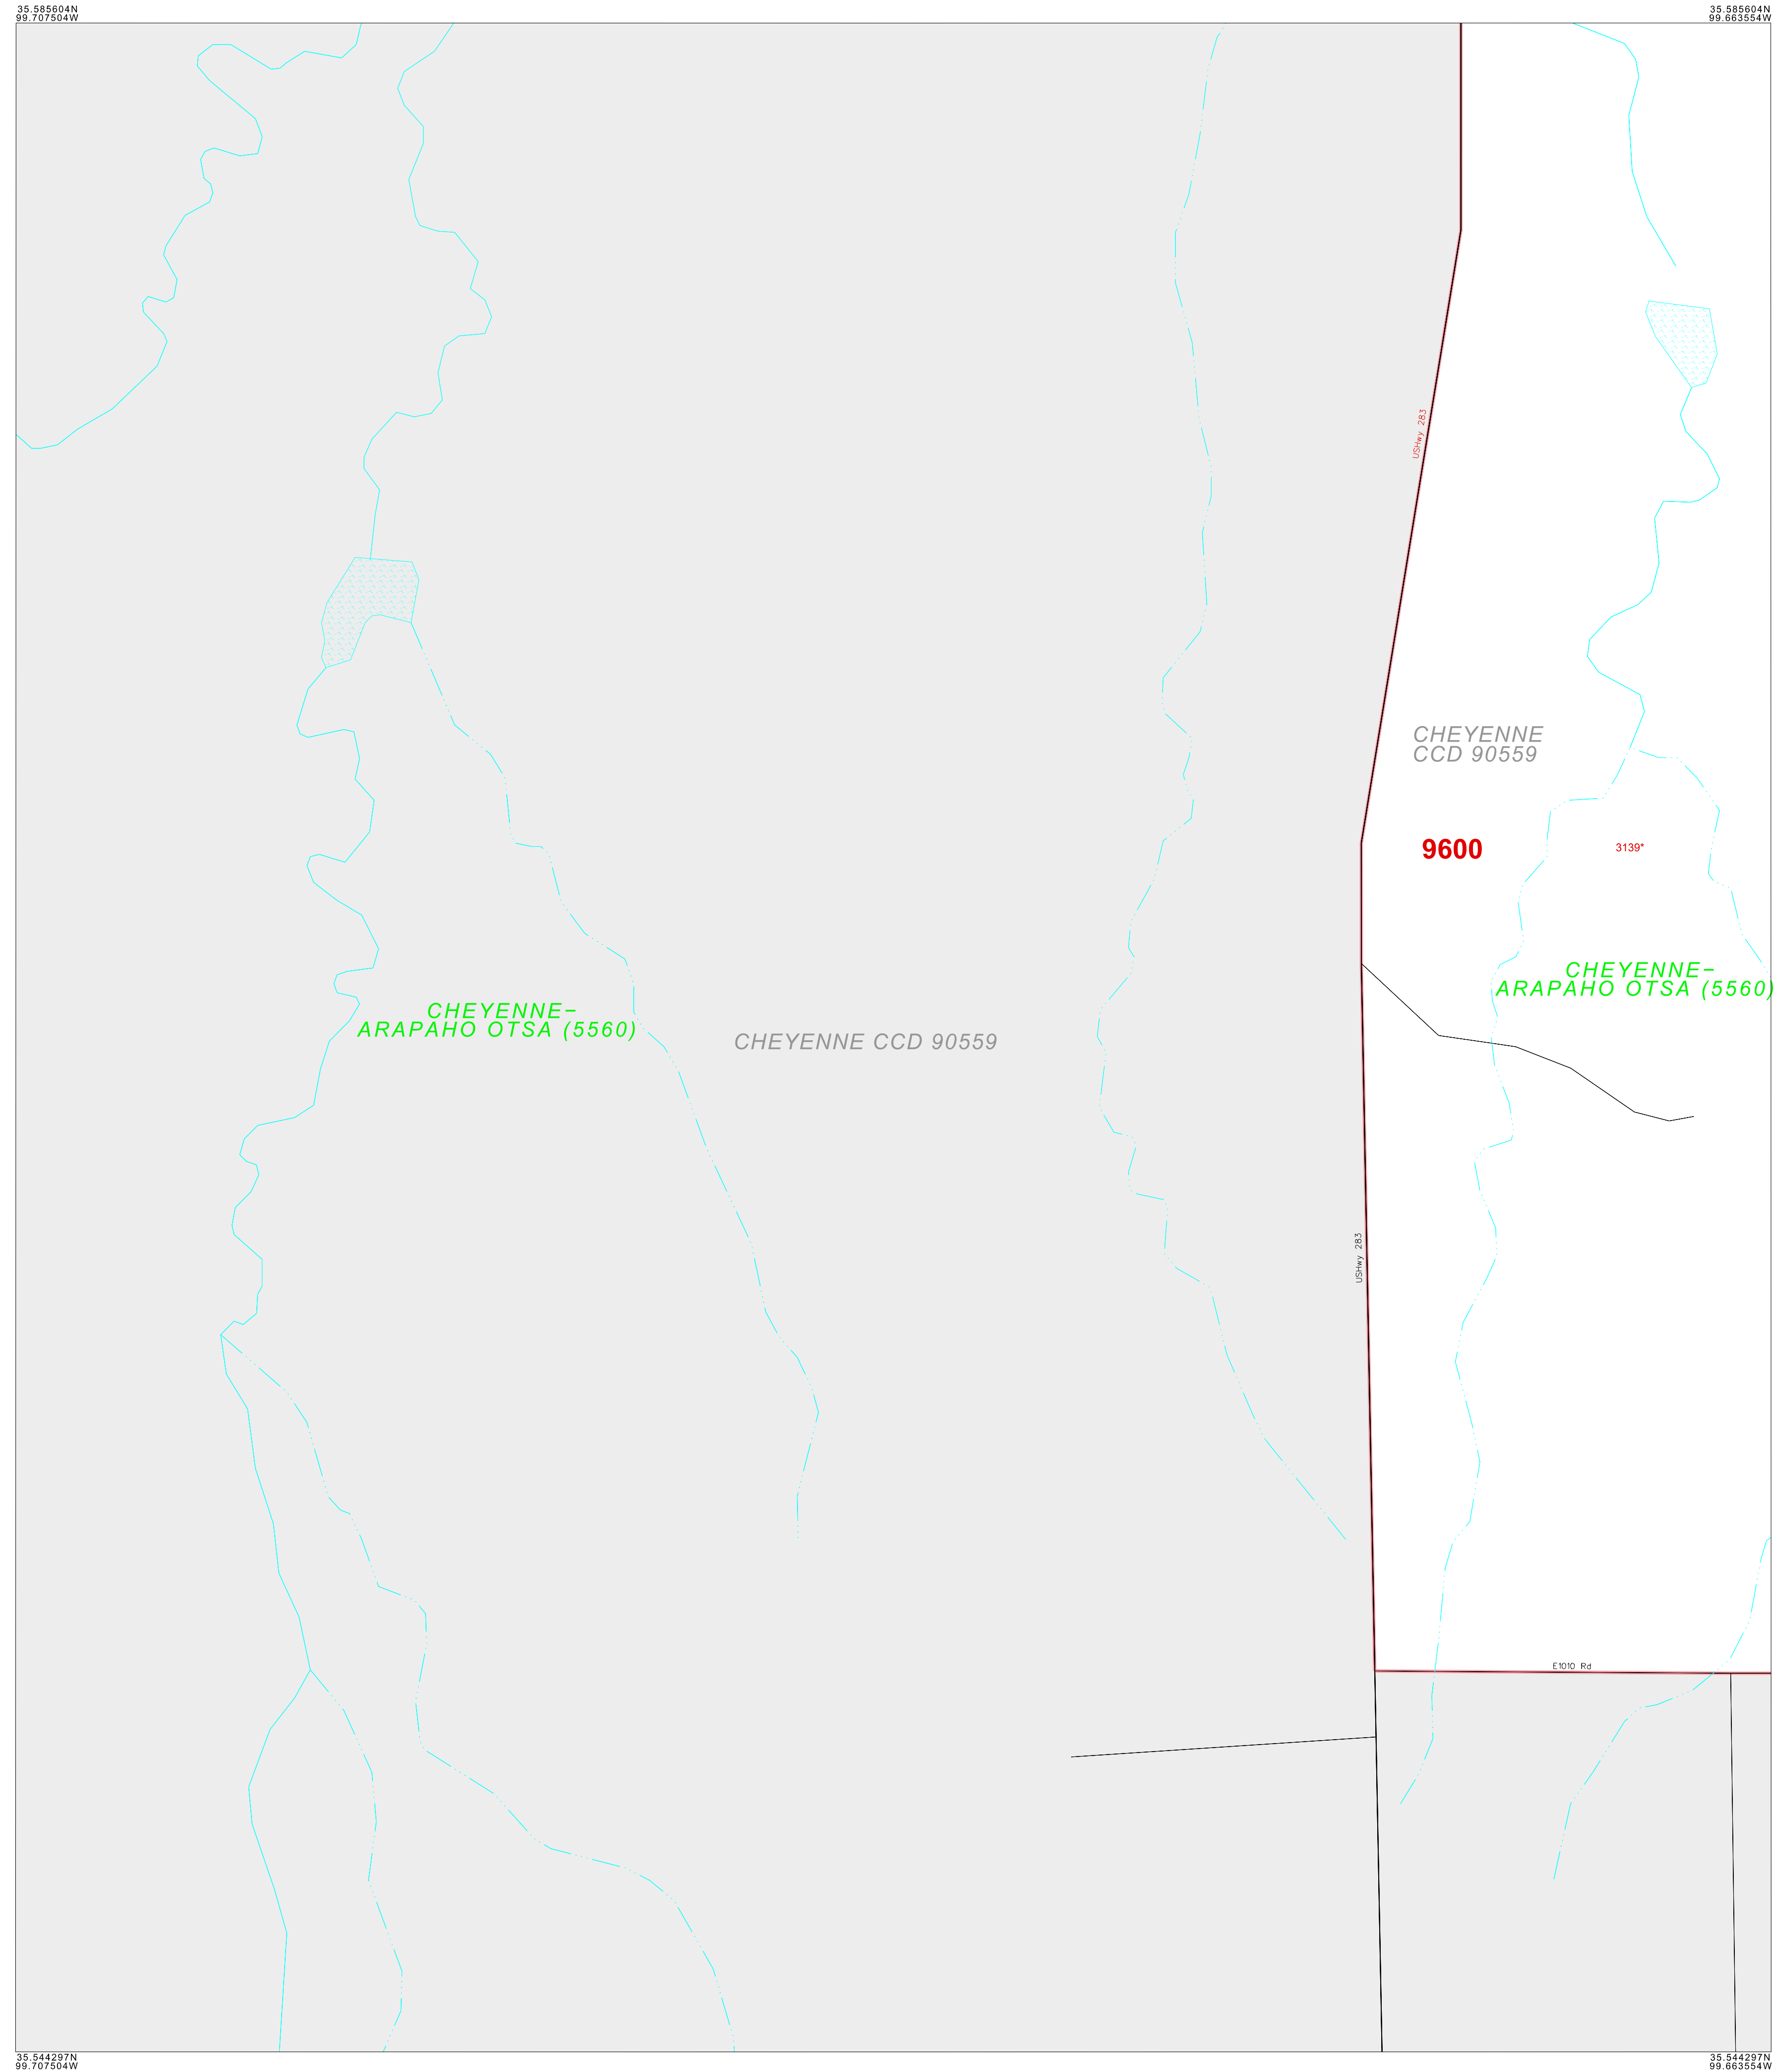 35.585604N
99.707504W
35.585604N
99.663554W
USHwy 283
CHEYENNE
CCD 90559
9600
3139*
CHEYENNE-
ARAPAHO OTSA (5560)
CHEYENNE-
ARAPAHO OTSA (5560)
CHEYENNE CCD 90559
USHwy 283
E1010 Rd
35.544297N
99.707504W
35.544297N
99.663554W